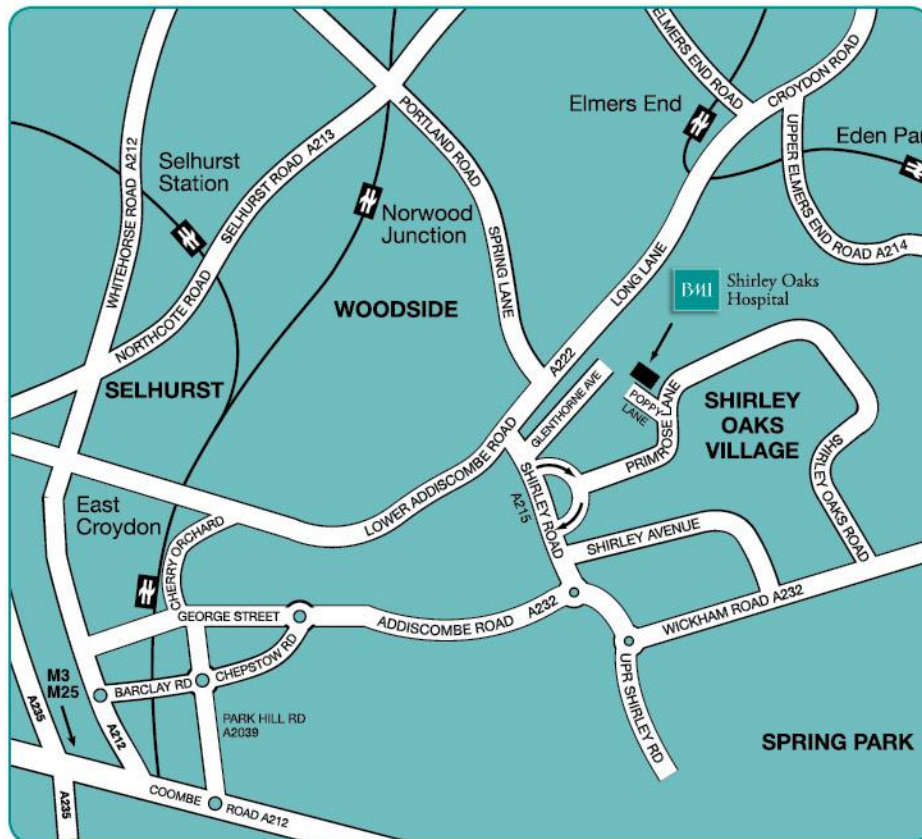 ELMERS END ROAD
CROYDON ROAD
Elmers End
UPPER ELMERS END ROAD A214
Eden Par
WHITEHORSE ROAD A212
Selhurst
Station
SELHURST ROAD A213
PORTLAND ROAD
Norwood
Junction
SPRING LANE
LONG LANE
BMI
Shirley Oaks
Hospital
NORTHCOTE ROAD
WOODSIDE
SELHURST
A222
GLENTHORNE AVE
POPPY
LANE
PRIMROSE LANE
SHIRLEY
OAKS
VILLAGE
SHIRLEY OAKS ROAD
LOWER ADDISCOMBE ROAD
SHIRLEY ROAD
A215
East
Croydon
CHERRY ORCHARD
SHIRLEY AVENUE
GEORGE STREET
ADDISCOMBE ROAD A232
WICKHAM ROAD A232
CHEPSTOW RD
BARCLAY RD
M3
M25
UPR SHIRLEY RD
PARK HILL RD
A2039
A235
A212
SPRING PARK
A235
COOMBE ROAD A212